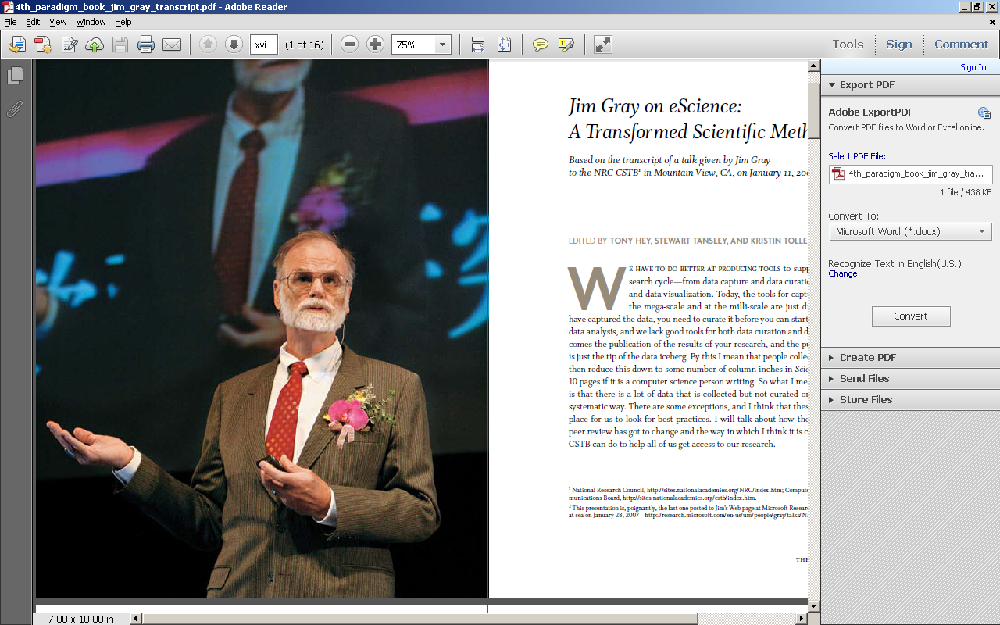 4th_paradigm_book_jim_gray_transcript.pdf - Adobe Reader
File Edit View Window Help
xvi (1 of 16) 75% Tools Sign Comment
Sign In
Export PDF
Adobe ExportPDF
Convert PDF files to Word or Excel online.
Select PDF File:
4th_paradigm_book_jim_gray_tra...
1 file / 438 KB
Convert To:
Microsoft Word (*.docx)
Recognize Text in English(U.S.)
Change
Convert
Create PDF
Send Files
Store Files
Jim Gray on eScience:
A Transformed Scientific Meth
Based on the transcript of a talk given by Jim Gray
to the NRC-CSTB¹ in Mountain View, CA, on January 11, 20
EDITED BY TONY HEY, STEWART TANSLEY, AND KRISTIN TOLLE
WE HAVE TO DO BETTER AT PRODUCING TOOLS to supp
search cycle—from data capture and data curati
and data visualization. Today, the tools for capt
the mega-scale and at the milli-scale are just d
have captured the data, you need to curate it before you can start
data analysis, and we lack good tools for both data curation and d
comes the publication of the results of your research, and the p
is just the tip of the data iceberg. By this I mean that people colle
then reduce this down to some number of column inches in Scie
10 pages if it is a computer science person writing. So what I me
is that there is a lot of data that is collected but not curated or
systematic way. There are some exceptions, and I think that thes
place for us to look for best practices. I will talk about how the
peer review has got to change and the way in which I think it is c
CSTB can do to help all of us get access to our research.
¹ National Research Council, http://sites.nationalacademies.org/NRC/index.htm; Compute
munications Board, http://sites.nationalacademies.org/cstb/index.htm.
² This presentation is, poignantly, the last one posted to Jim's Web page at Microsoft Resear
at sea on January 28, 2007—http://research.microsoft.com/en-us/um/people/gray/talks/N
THE
7.00 x 10.00 in